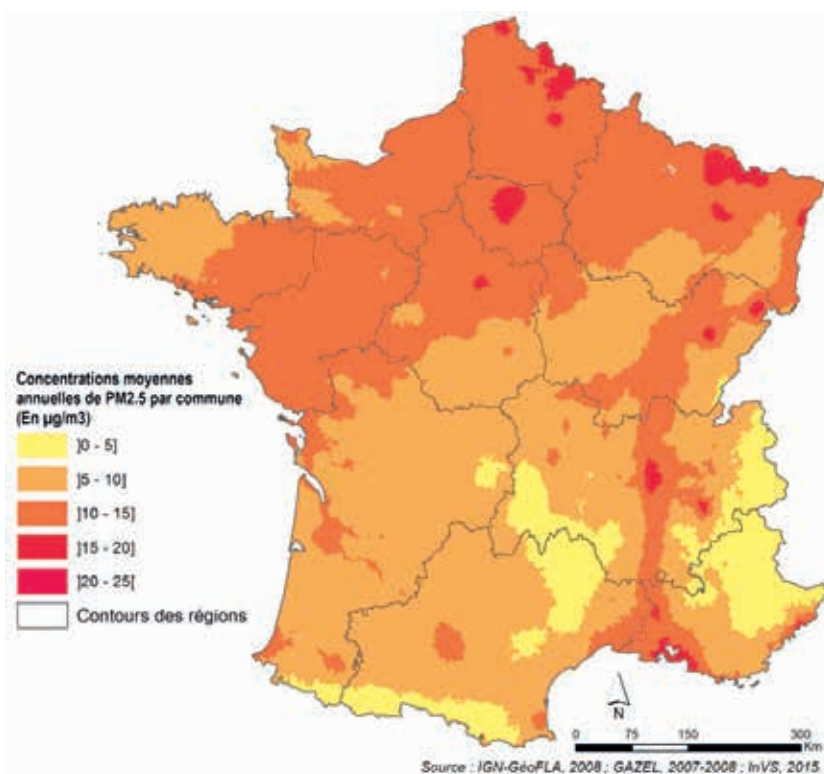 Concentrations moyennes
annuelles de PM2.5 par commune
(En µg/m3)
]0 - 5]
]5 - 10]
]10 - 15]
]15 - 20]
]20 - 25[
Contours des régions
N
0 75 150 300
Km
Source : IGN-GéoFLA, 2008 ; GAZEL, 2007-2008 ; InVS, 2015